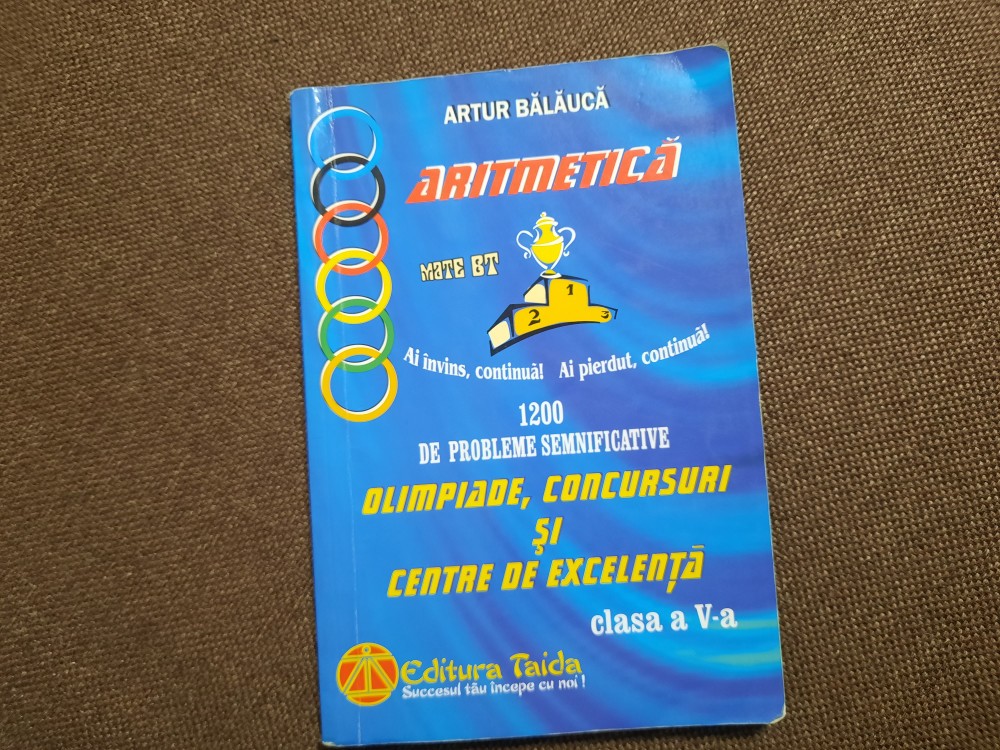 ARTUR BĂLĂUCĂ
ARITMETICĂ
MATE BT
1
2
3
Ai învins, continuă! Ai pierdut, continuă!
1200
DE PROBLEME SEMNIFICATIVE
OLIMPIADE, CONCURSURI
ŞI
CENTRE DE EXCELENŢĂ
clasa a V-a
Editura Taida
Succesul tău începe cu noi !